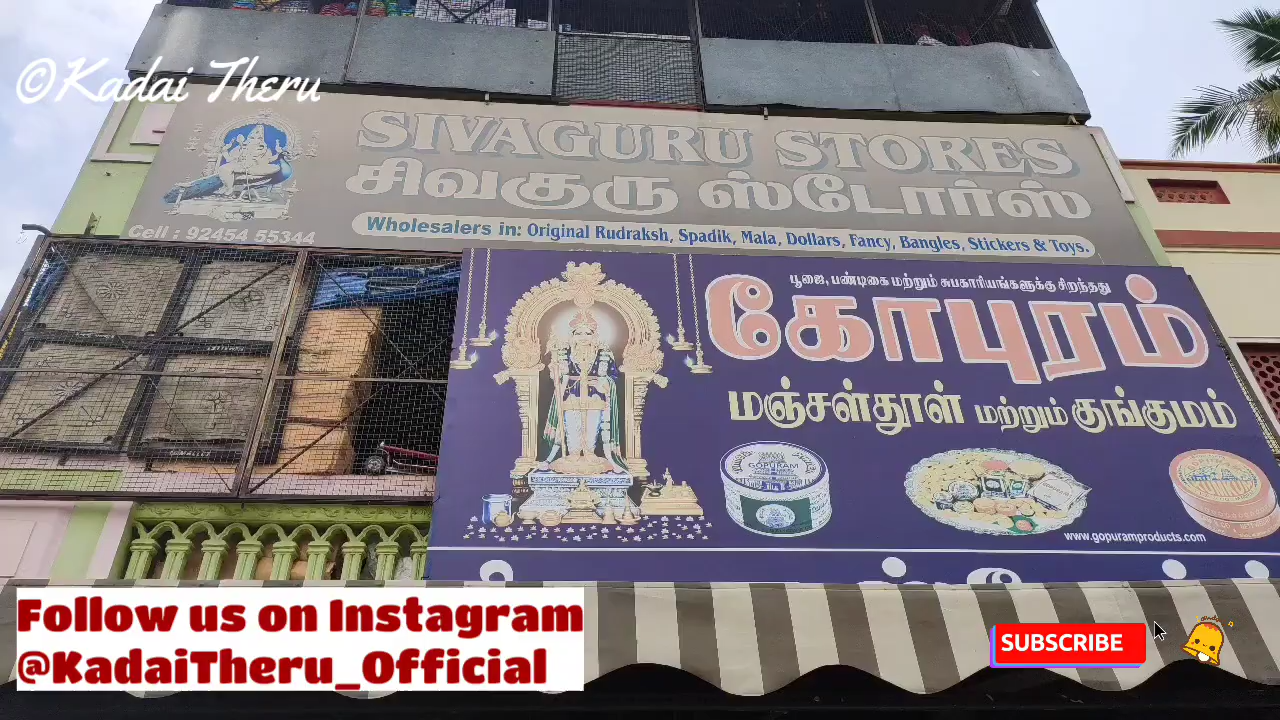 ©Kadai Theru
SIVAGURU STORES
சிவகுரு ஸ்டோர்ஸ்
Cell : 92454 55344
Wholesalers in: Original Rudraksh, Spadik, Mala, Dollars, Fancy, Bangles, Stickers & Toys.
பூஜை, பண்டிகை மற்றும் சுபகாரியங்களுக்கு சிறந்தது
கோபுரம்
மஞ்சள்தூள் மற்றும் குங்குமம்
GOPURAM
www.gopuramproducts.com
Follow us on Instagram
@KadaiTheru_Official
SUBSCRIBE